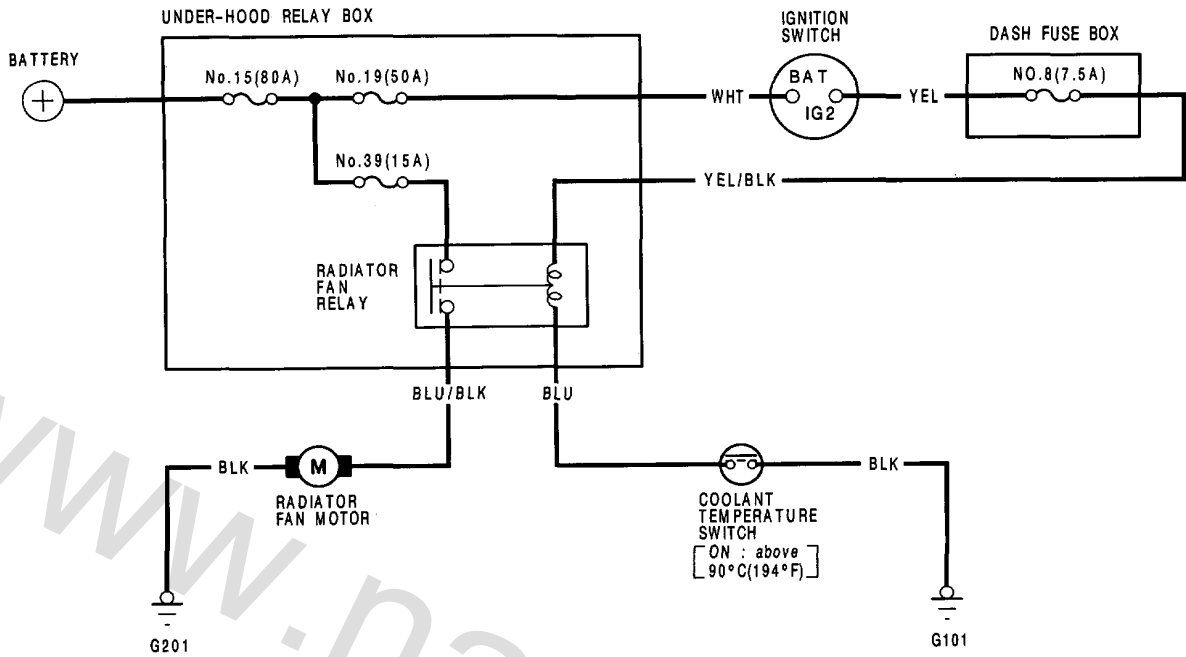 UNDER-HOOD RELAY BOX
IGNITION
SWITCH
DASH FUSE BOX
BATTERY
No.15(80A)
No.19(50A)
BAT
IG2
NO.8(7.5A)
WHT
YEL
No.39(15A)
YEL/BLK
RADIATOR
FAN
RELAY
BLU/BLK
BLU
BLK
M
RADIATOR
FAN MOTOR
BLK
COOLANT
TEMPERATURE
SWITCH
[ON : above
90°C(194°F)]
G201
G101
www.na